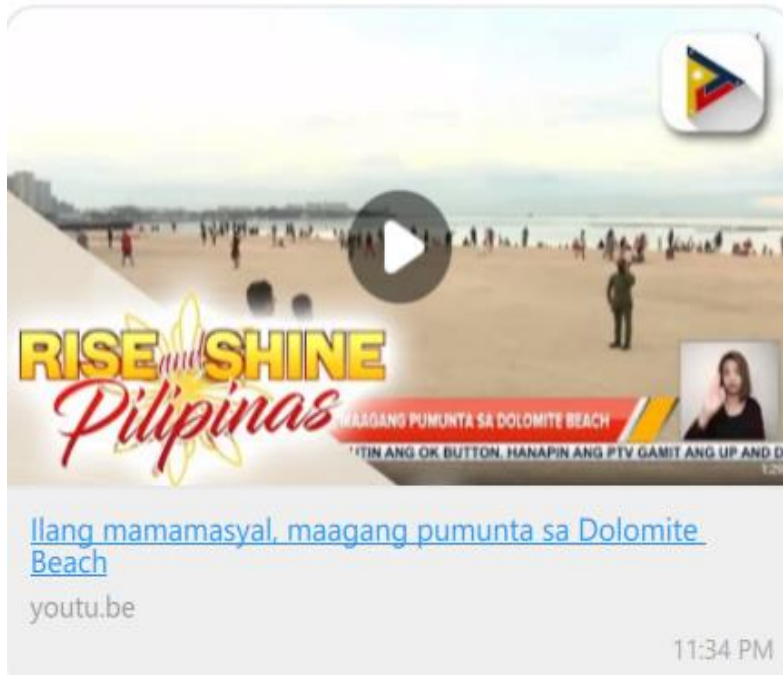 RISE and SHINE
Pilipinas
MAAGANG PUMUNTA SA DOLOMITE BEACH
ITIN ANG OK BUTTON. HANAPIN ANG PTV GAMIT ANG UP AND D
Ilang mamamasyal, maagang pumunta sa Dolomite
Beach
youtu.be
11:34 PM